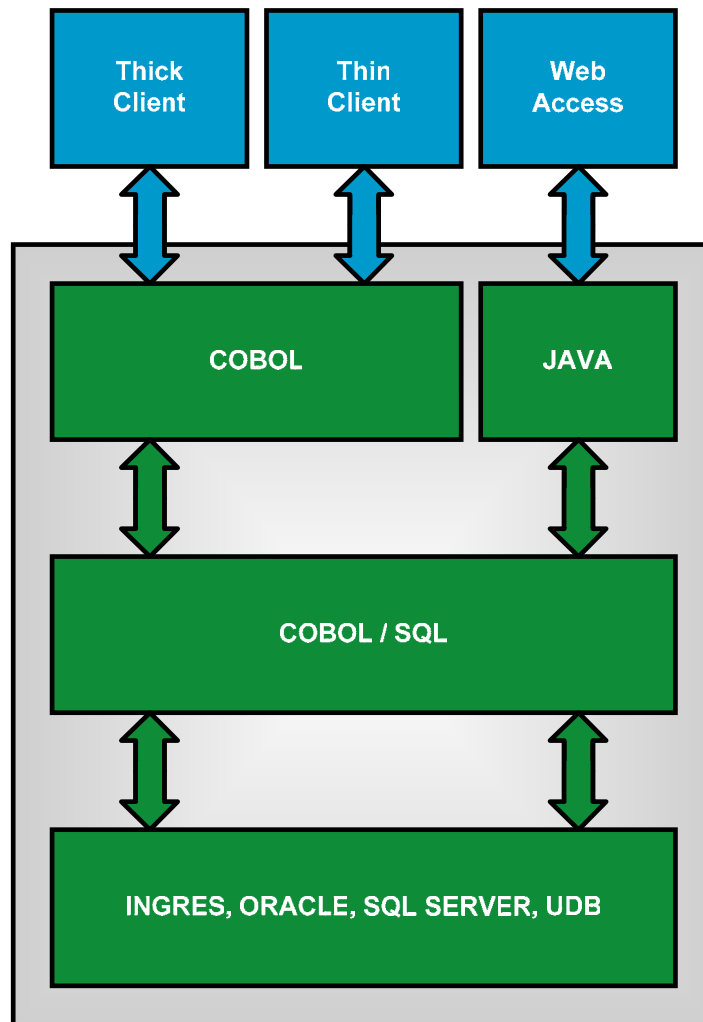 Thick
Client
Thin
Client
Web
Access
COBOL
JAVA
COBOL / SQL
INGRES, ORACLE, SQL SERVER, UDB